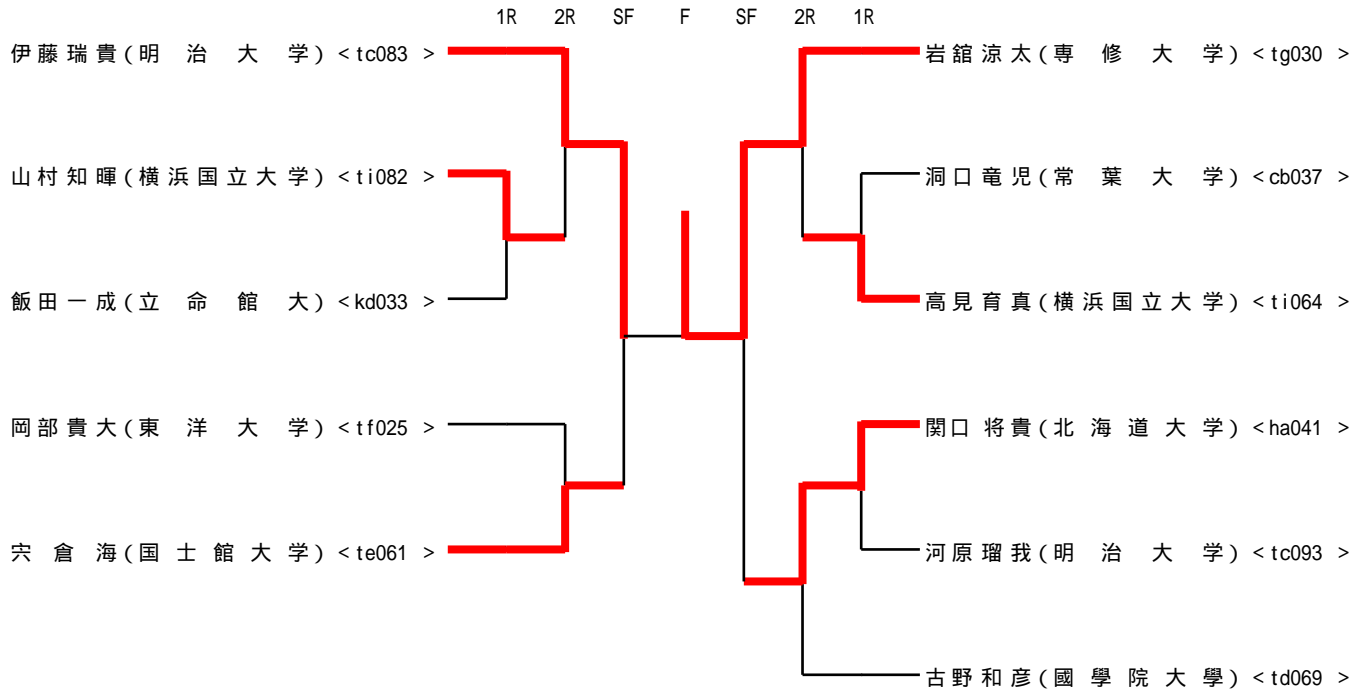 1R 2R SF F SF 2R 1R
伊藤瑞貴(明治大学)<tc083 >
岩舘涼太(専修大学)<tg030 >
山村知暉(横浜国立大学)<ti082 >
洞口竜児(常葉大学)<cb037 >
飯田一成(立命館大)<kd033 >
高見育真(横浜国立大学)<ti064 >
岡部貴大(東洋大学)<tf025 >
関口将貴(北海道大学)<ha041 >
宍倉海(国士館大学)<te061 >
河原瑠我(明治大学)<tc093 >
古野和彦(國學院大學)<td069 >